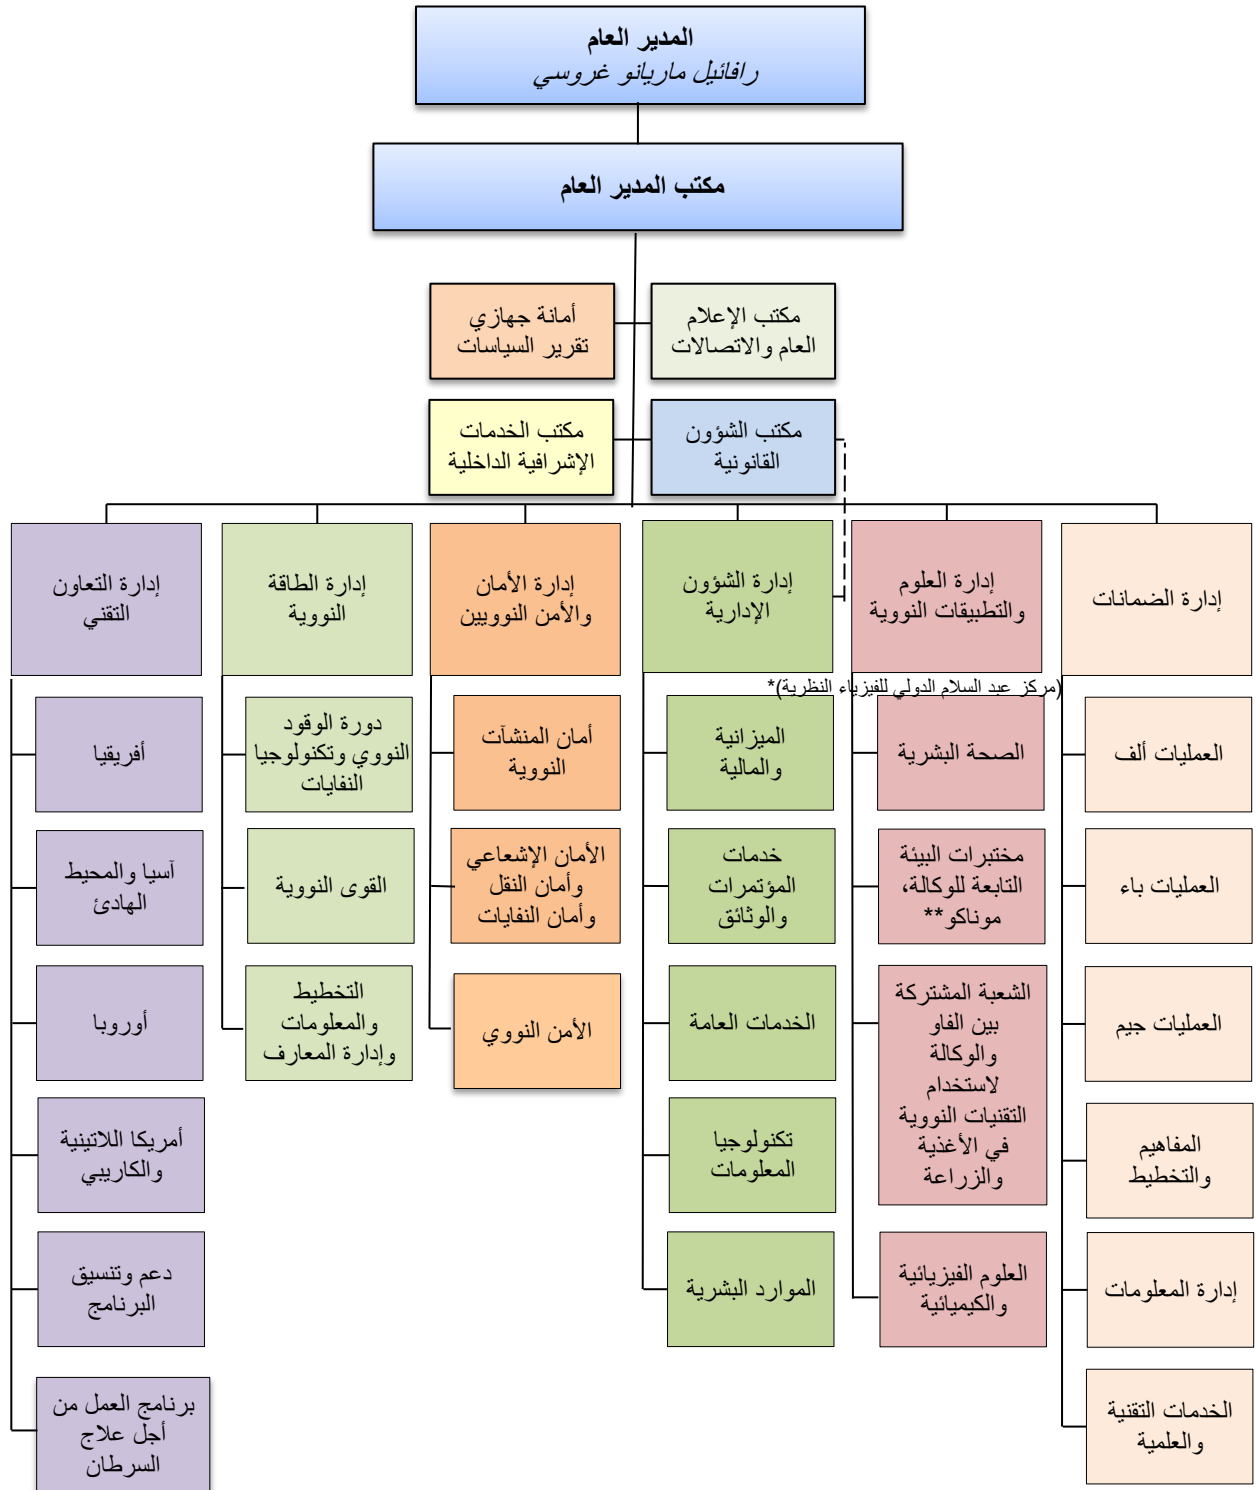 المدير العام
رافائيل ماريانو غروسي
مكتب المدير العام
مكتب الإعلام
العام والاتصالات
أمانة جهازي
تقرير السياسات
مكتب الشؤون
القانونية
مكتب الخدمات
الإشرافية الداخلية
إدارة الضمانات
إدارة العلوم
والتطبيقات النووية
إدارة الشؤون
الإدارية
إدارة الأمان
والأمن النوويين
إدارة الطاقة
النووية
إدارة التعاون
التقني
(مركز عبد السلام الدولي للفيزياء النظرية)*
العمليات ألف
العمليات باء
العمليات جيم
المفاهيم
والتخطيط
إدارة المعلومات
الخدمات التقنية
والعلمية
الصحة البشرية
مختبرات البيئة
التابعة للوكالة،
موناكو**
الشعبة المشتركة
بين الفاو
والوكالة
لاستخدام
التقنيات النووية
في الأغذية
والزراعة
العلوم الفيزيائية
والكيميائية
الميزانية
والمالية
خدمات
المؤتمرات
والوثائق
الخدمات العامة
تكنولوجيا
المعلومات
الموارد البشرية
أمان المنشآت
النووية
الأمان الإشعاعي
وأمان النقل
وأمان النفايات
الأمن النووي
دورة الوقود
النووي وتكنولوجيا
النفايات
القوى النووية
التخطيط
والمعلومات
وإدارة المعارف
أفريقيا
آسيا والمحيط
الهادئ
أوروبا
أمريكا اللاتينية
والكاريبي
دعم وتنسيق
البرنامج
برنامج العمل من
أجل علاج
السرطان